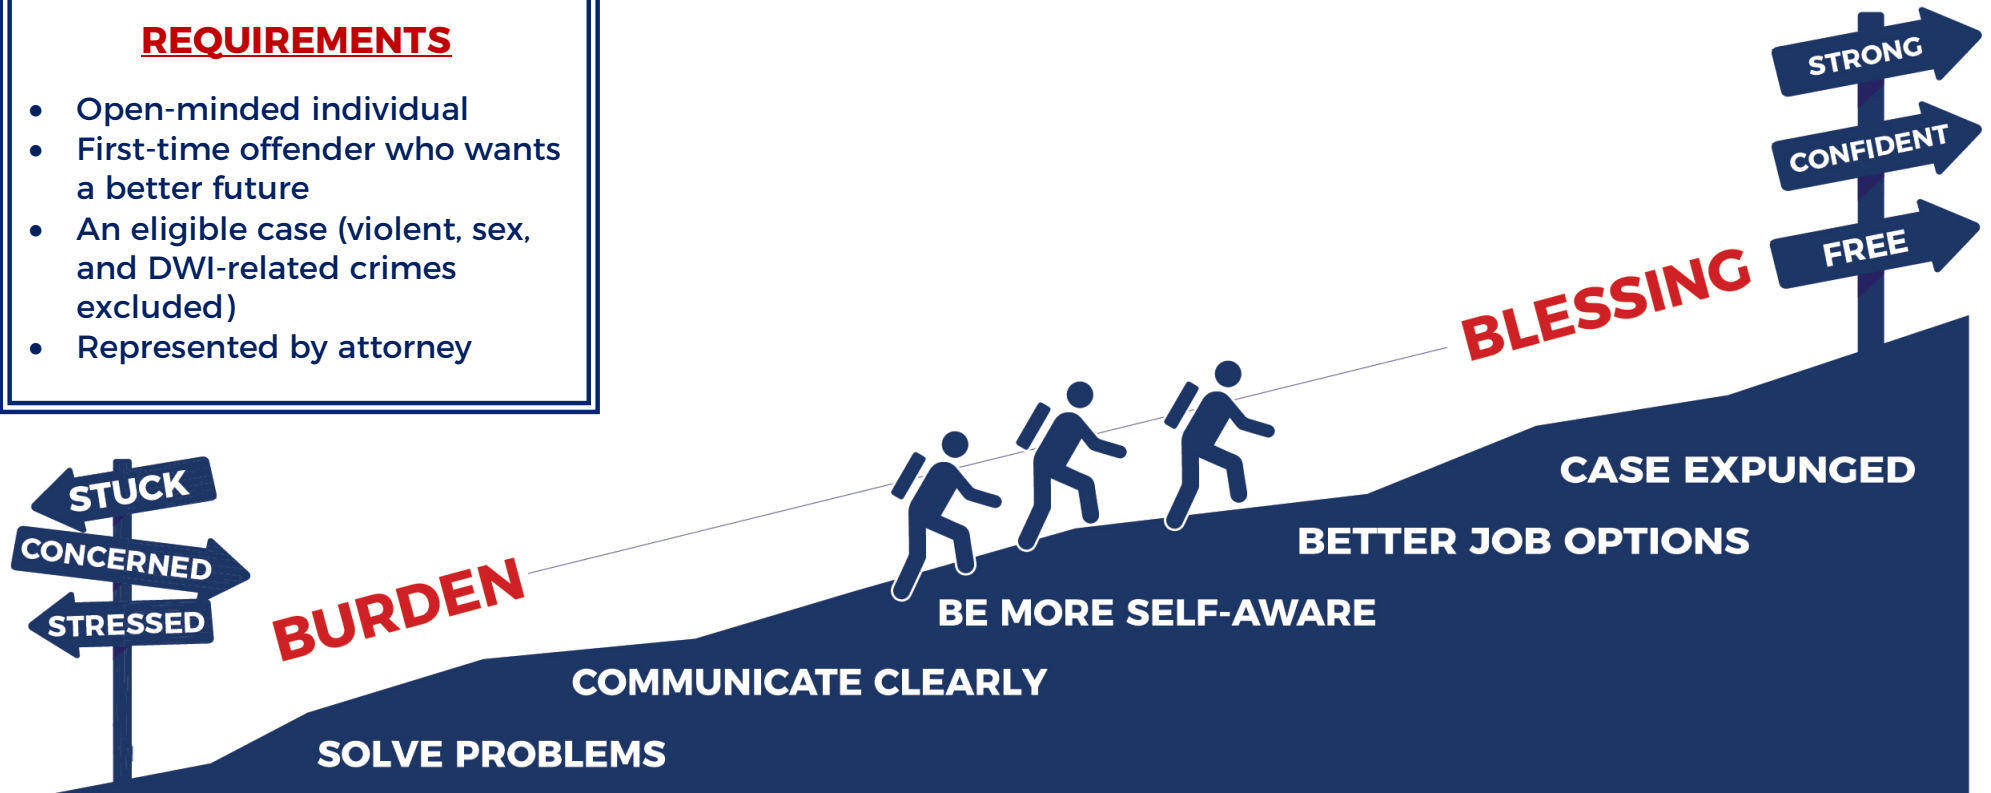 REQUIREMENTS
• Open-minded individual
• First-time offender who wants
a better future
• An eligible case (violent, sex,
and DWI-related crimes
excluded)
• Represented by attorney
STRONG
CONFIDENT
FREE
BLESSING
STUCK
CONCERNED
STRESSED
BURDEN
CASE EXPUNGED
BETTER JOB OPTIONS
BE MORE SELF-AWARE
COMMUNICATE CLEARLY
SOLVE PROBLEMS